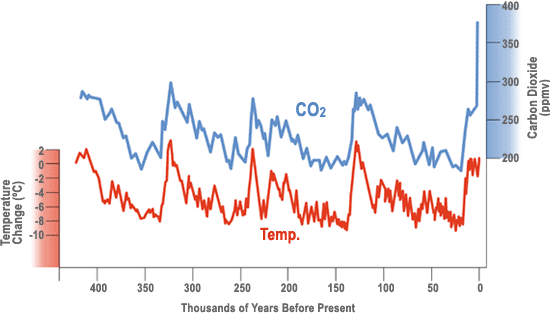 400
350
300
250
200
Carbon Dioxide
(ppmv)
CO₂
2
0
-2
-4
-6
-8
-10
Temperature
Change (ºC)
Temp.
400 350 300 250 200 150 100 50 0
Thousands of Years Before Present